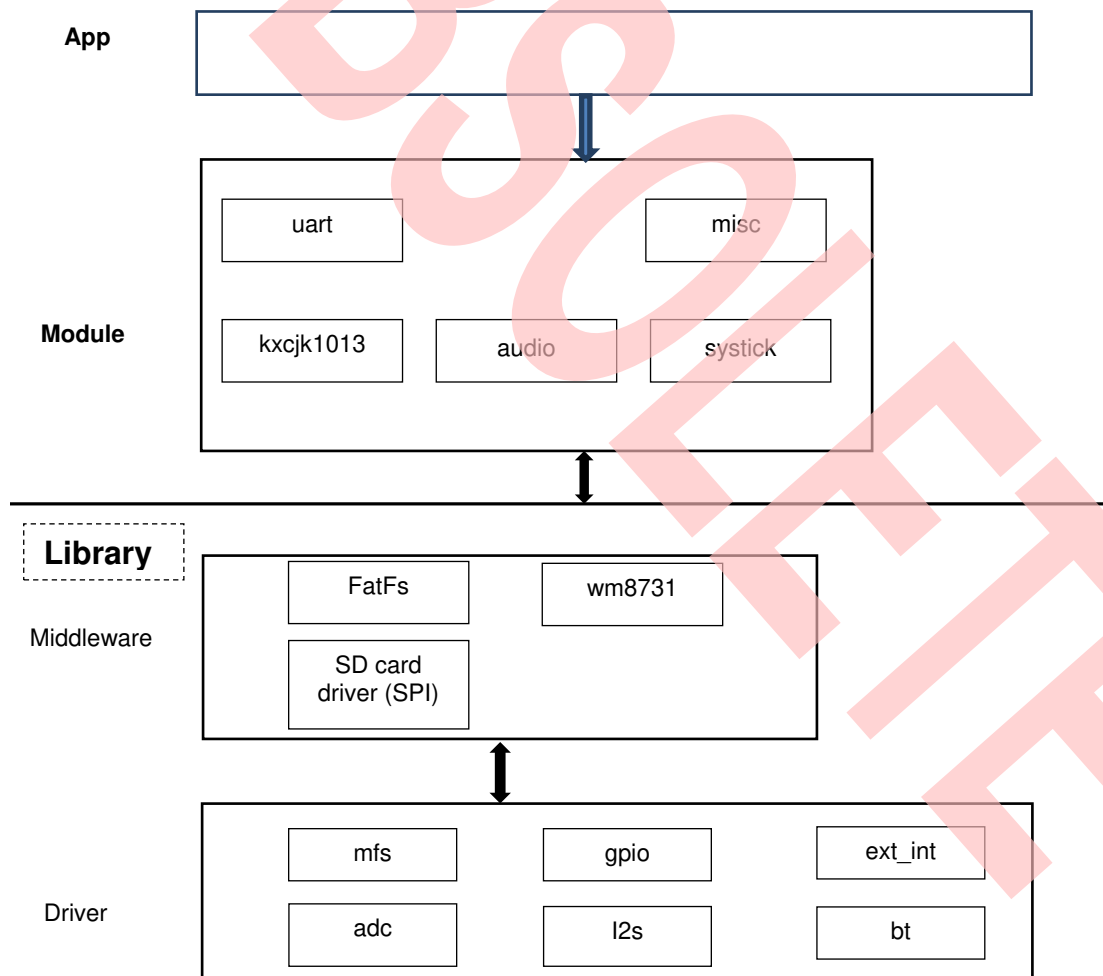 App
uart
misc
Module
kxcjk1013
audio
systick
Library
FatFs
wm8731
Middleware
SD card
driver (SPI)
mfs
gpio
ext_int
Driver
adc
I2s
bt
OBSOLETE